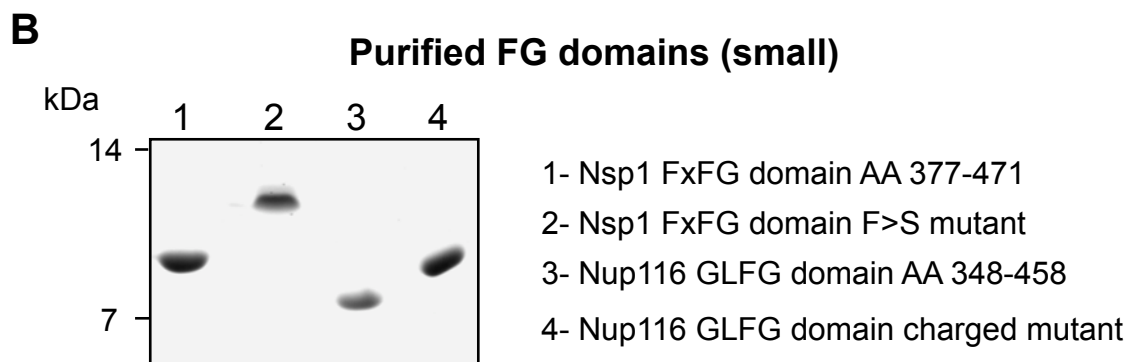 B
Purified FG domains (small)
kDa
1 2 3 4
14
1- Nsp1 FxFG domain AA 377-471
2- Nsp1 FxFG domain F>S mutant
3- Nup116 GLFG domain AA 348-458
7
4- Nup116 GLFG domain charged mutant